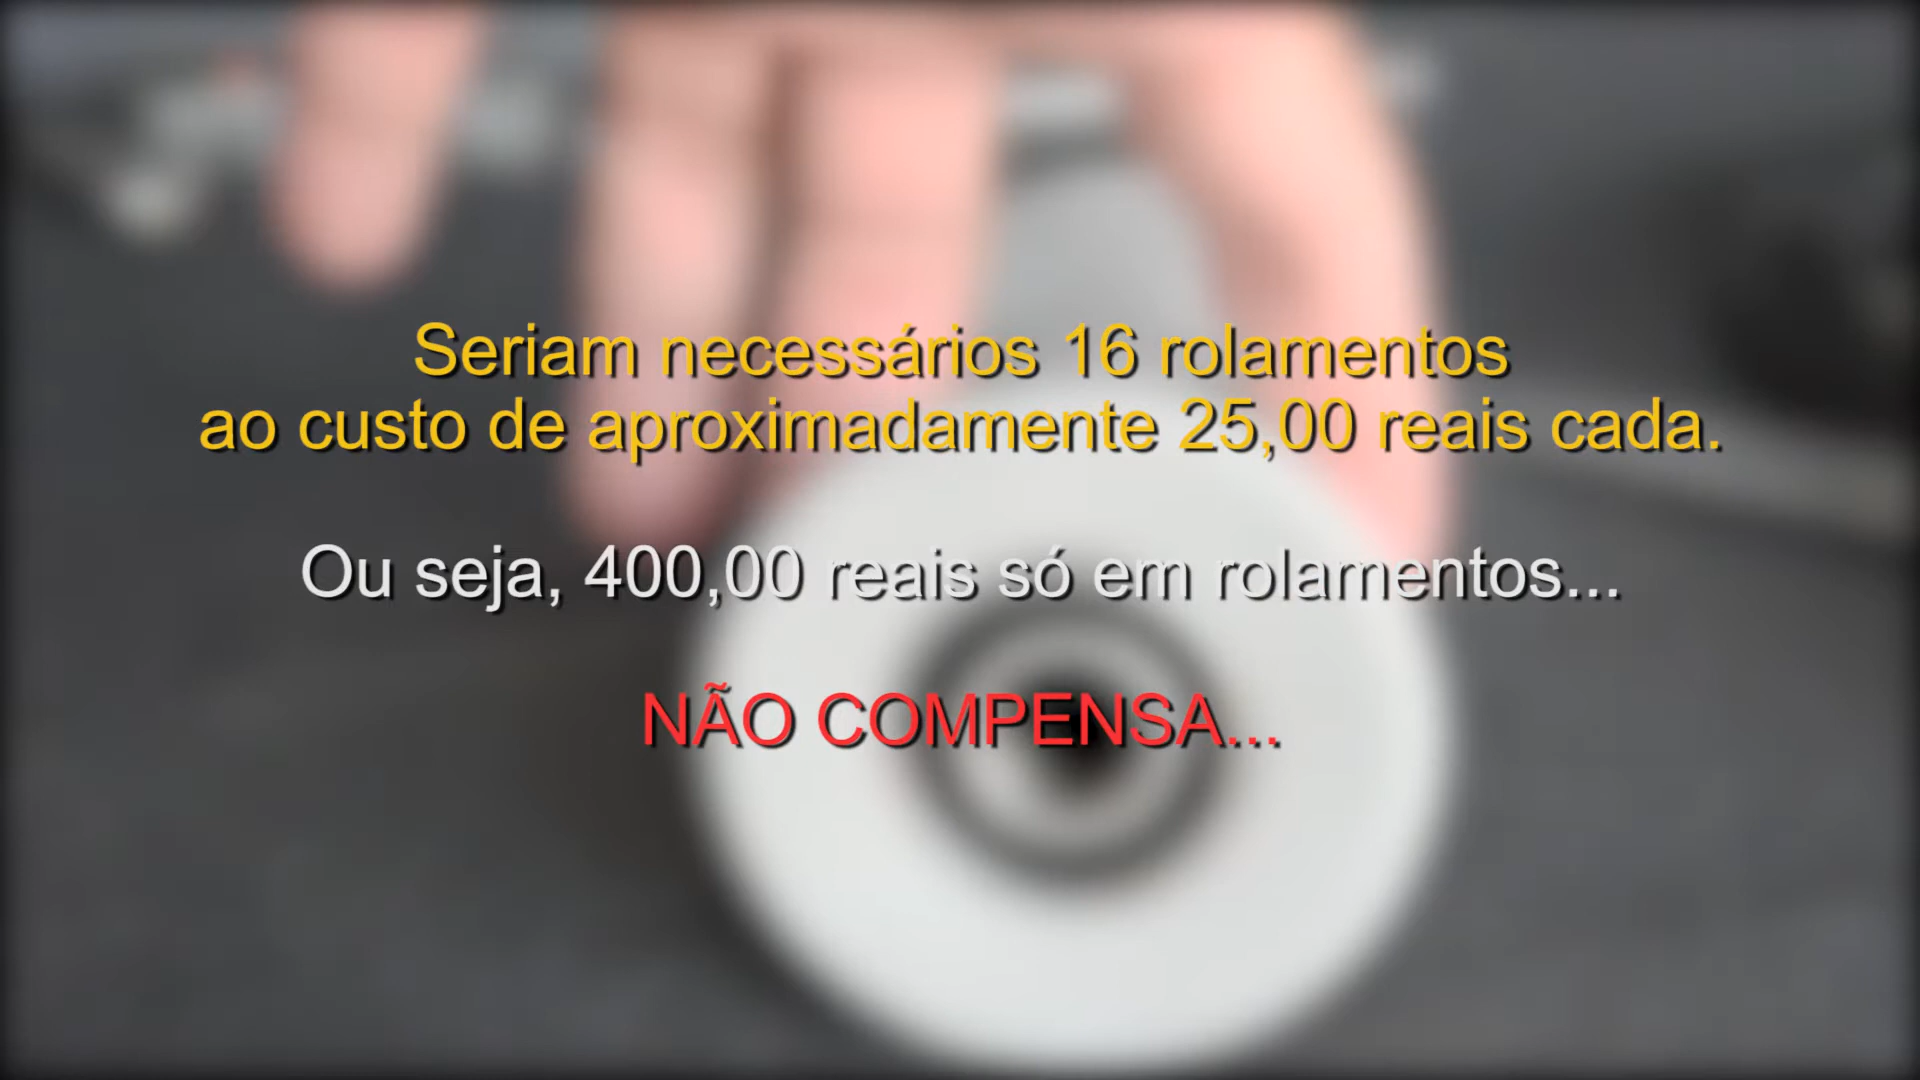 Seriam necessários 16 rolamentos
ao custo de aproximadamente 25,00 reais cada.
Ou seja, 400,00 reais só em rolamentos...
NÃO COMPENSA...